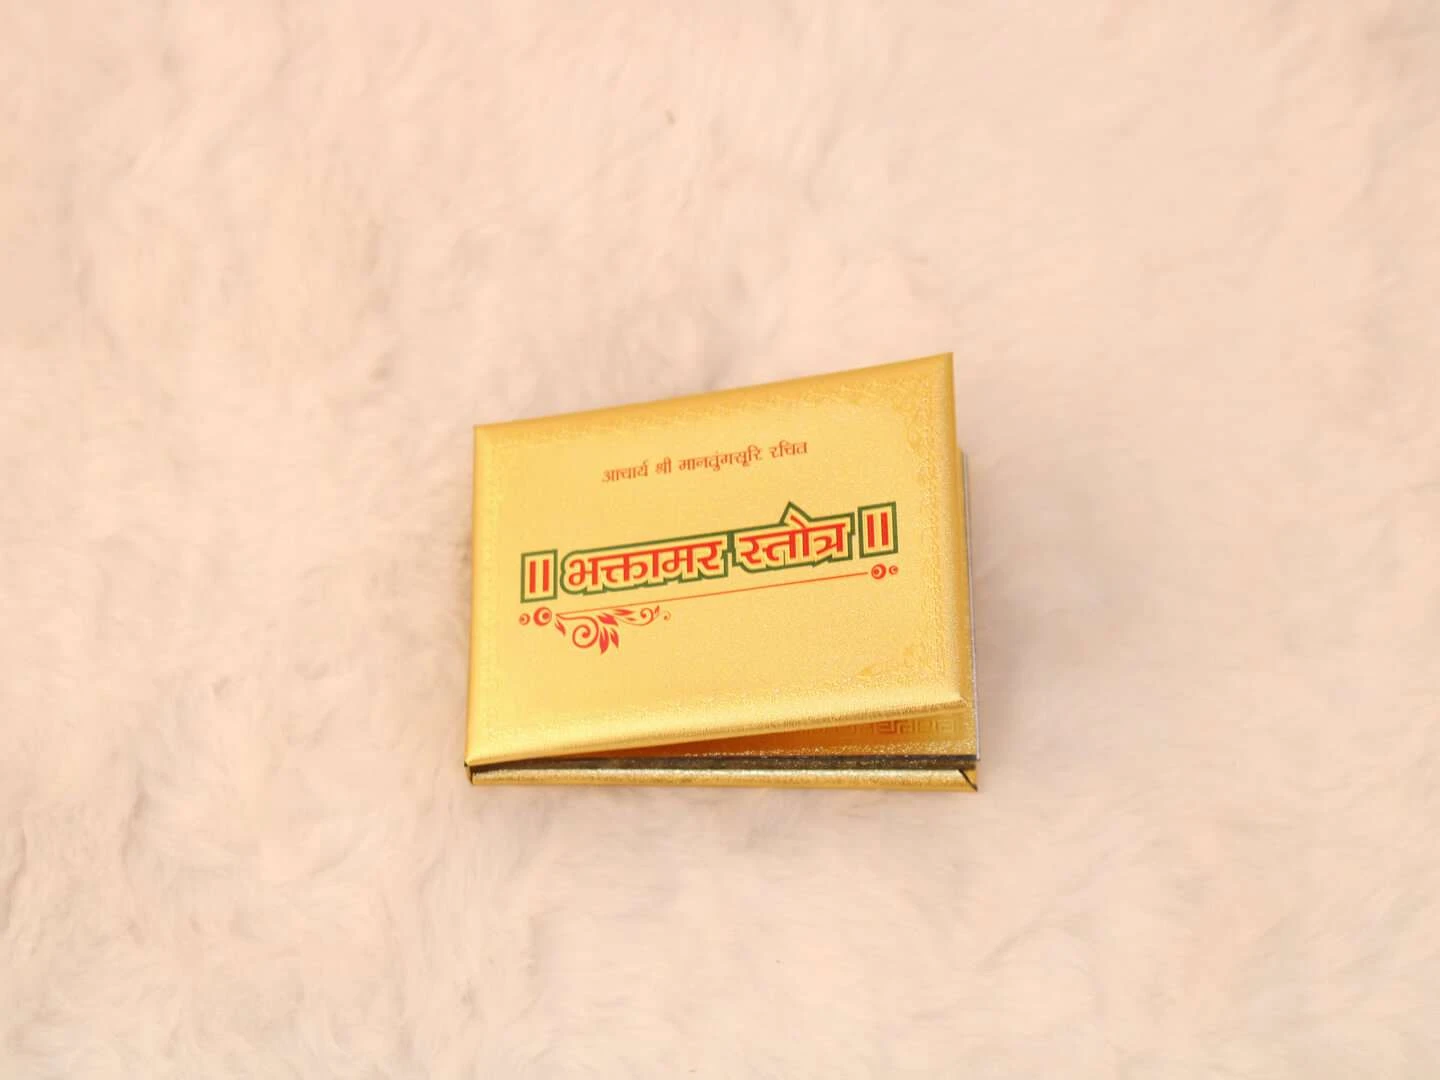 आचार्य श्री मानतुंगसूरि रचित
॥ भक्तामर स्तोत्र ॥